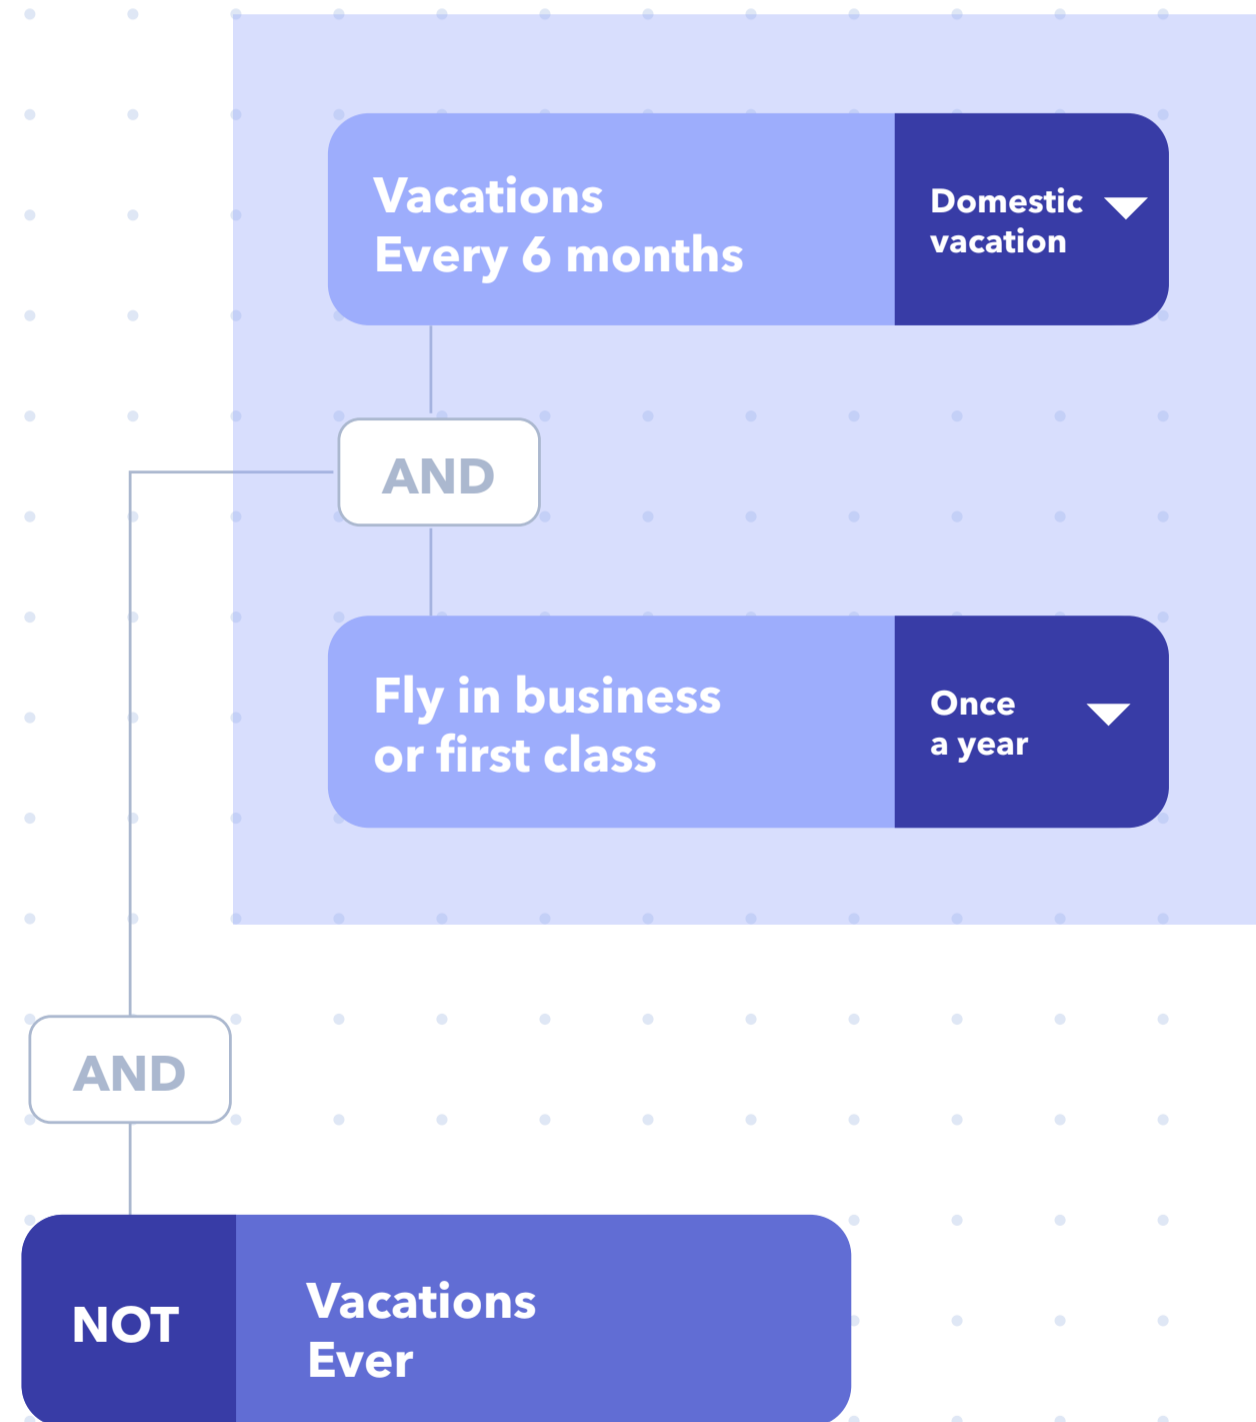 Vacations
Every 6 months
Domestic
vacation
AND
Fly in business
or first class
Once
a year
AND
NOT
Vacations
Ever